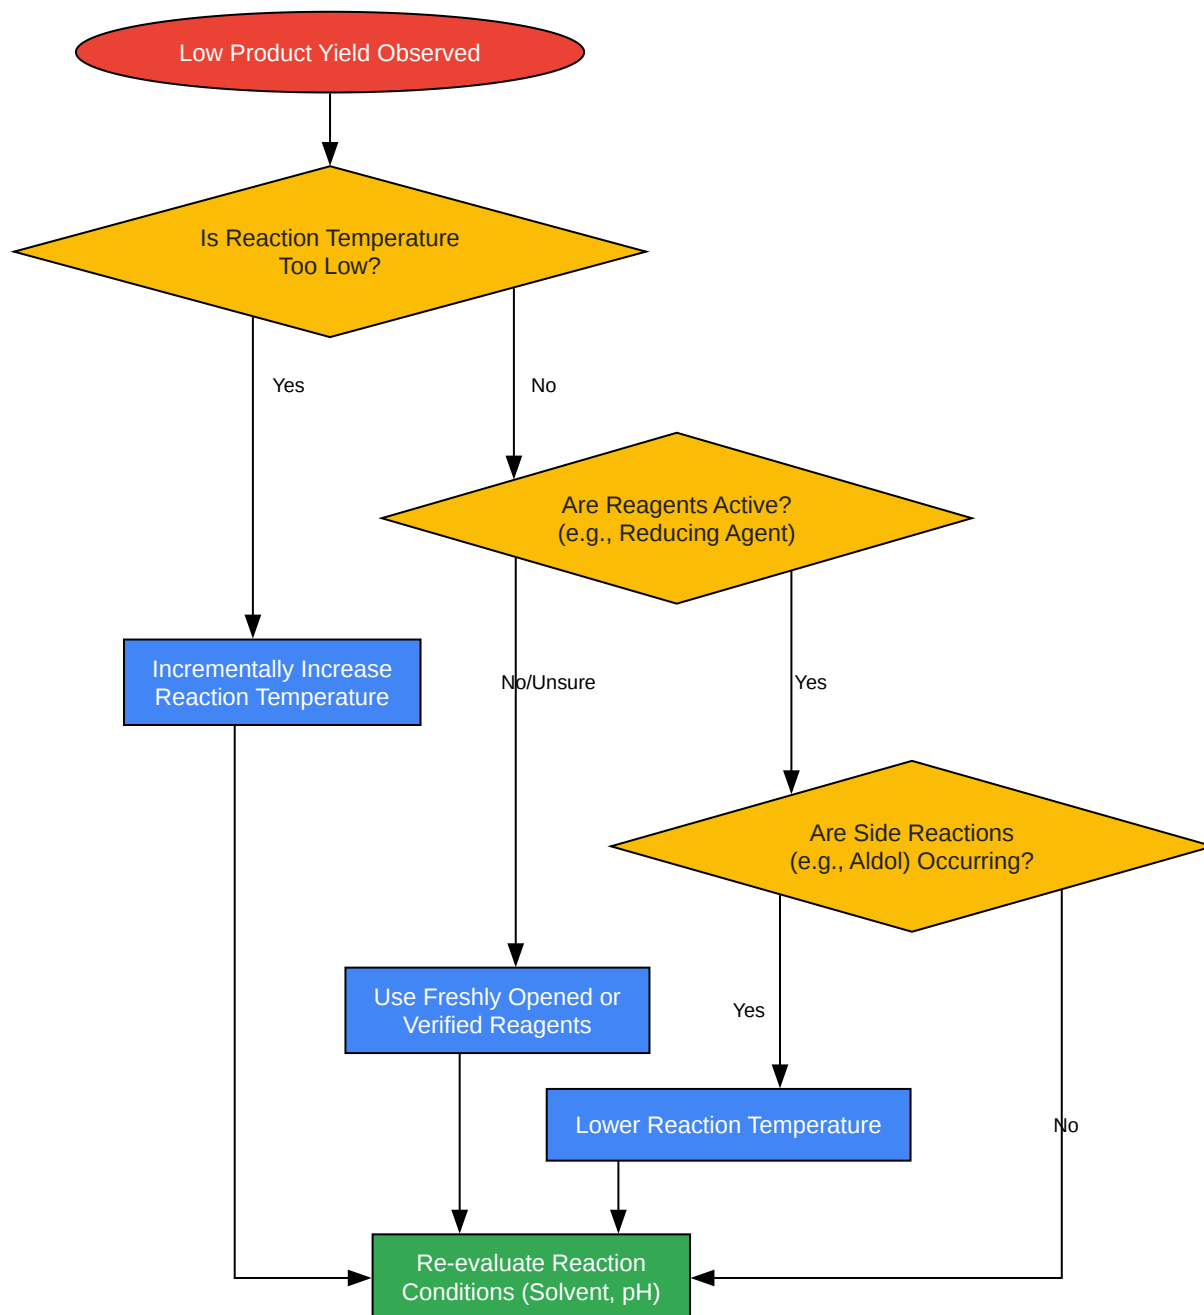 Low Product Yield Observed
Is Reaction Temperature
Too Low?
Yes
No
Are Reagents Active?
(e.g., Reducing Agent)
Incrementally Increase
Reaction Temperature
No/Unsure
Yes
Are Side Reactions
(e.g., Aldol) Occurring?
Use Freshly Opened or
Verified Reagents
Yes
Lower Reaction Temperature
No
Re-evaluate Reaction
Conditions (Solvent, pH)